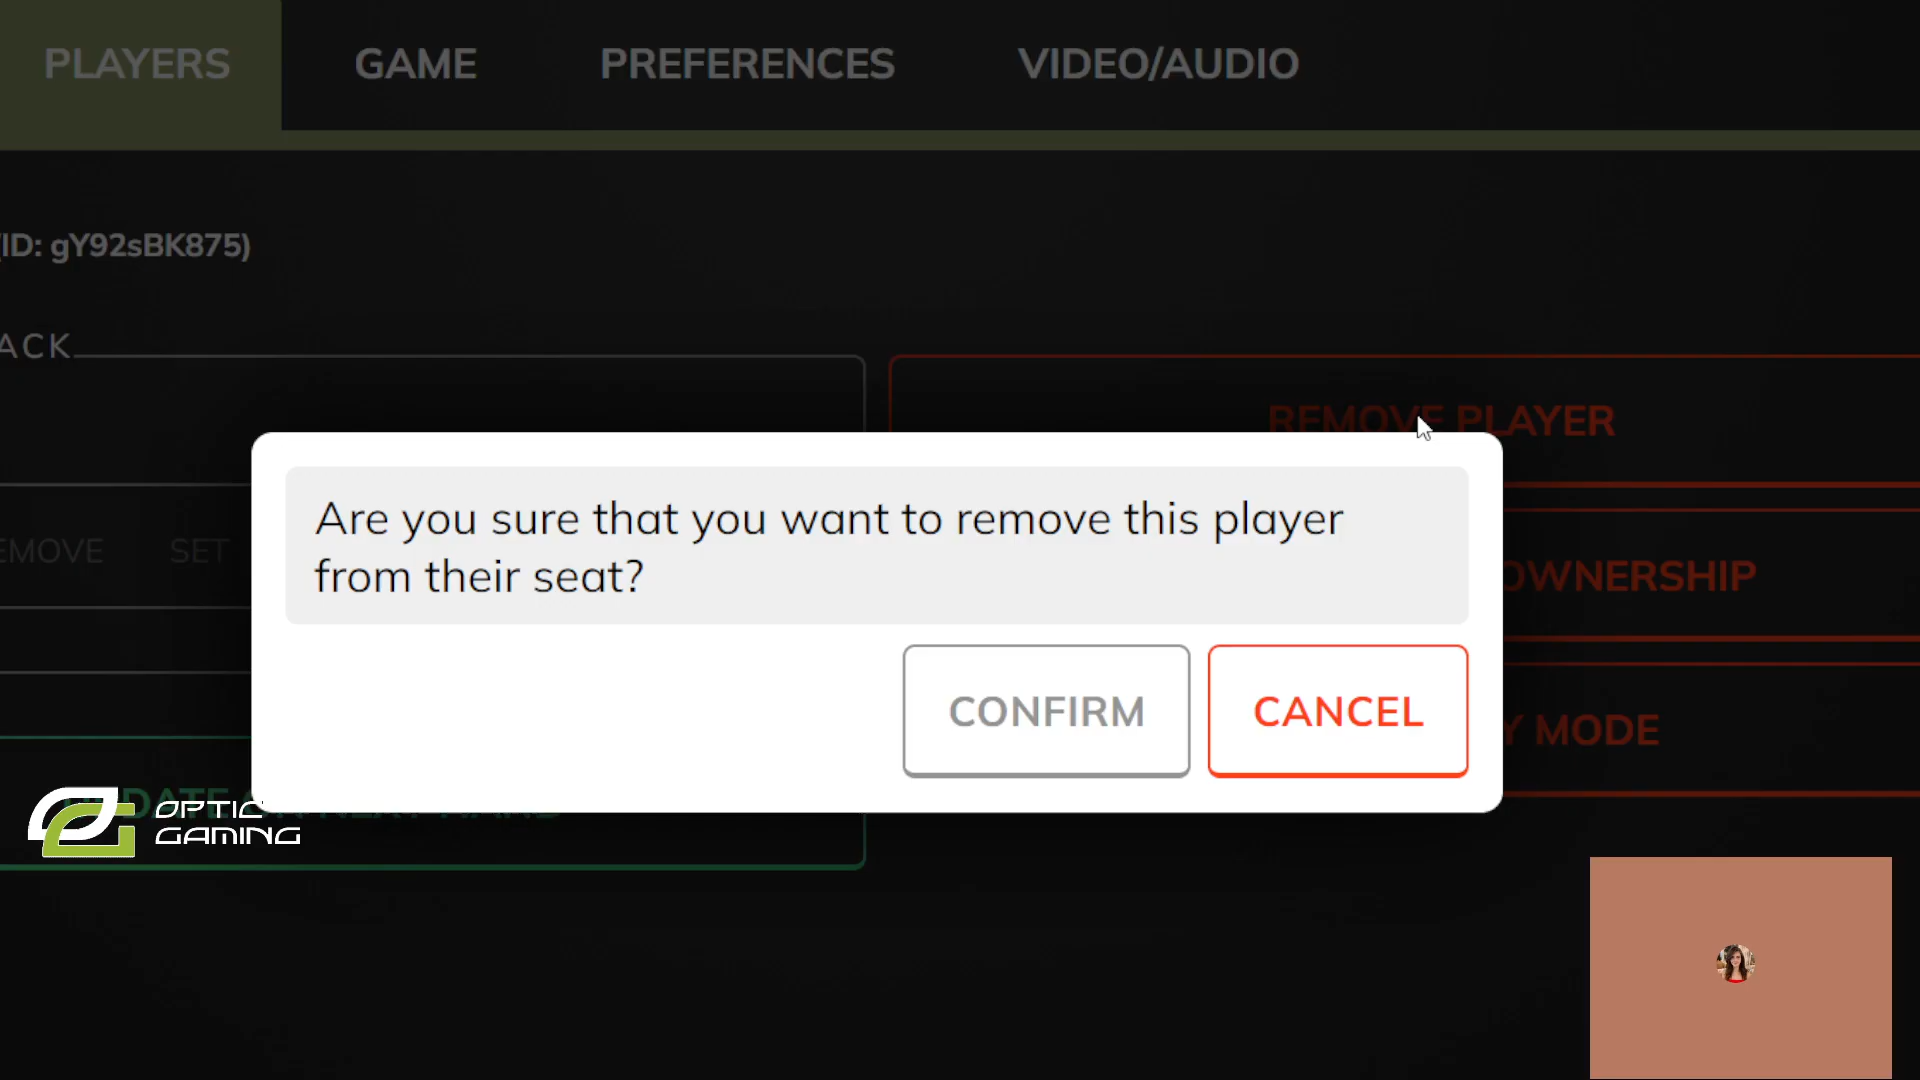 PLAYERS GAME PREFERENCES VIDEO/AUDIO
(ID: gY92sBK875)
ACK
REMOVE PLAYER
Are you sure that you want to remove this player
from their seat?
EMOVE SET
OWNERSHIP
CONFIRM CANCEL
Y MODE
OPTIC
GAMING